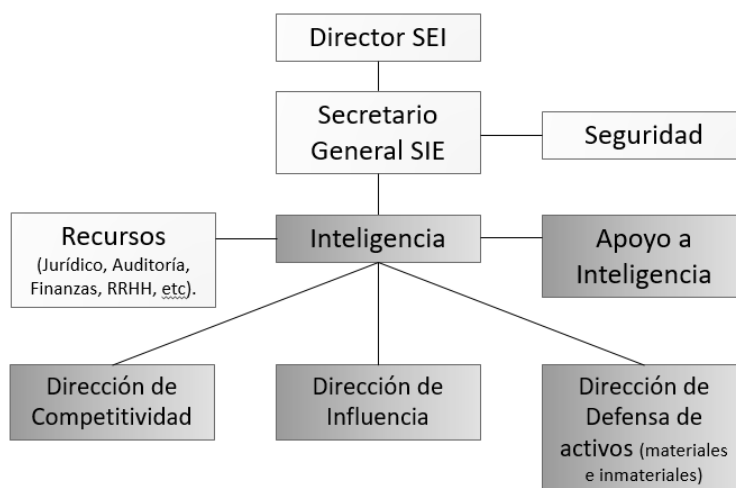 Director SEI
Secretario
General SIE
Seguridad
Recursos
(Jurídico, Auditoría,
Finanzas, RRHH, etc).
Inteligencia
Apoyo a
Inteligencia
Dirección de
Competitividad
Dirección de
Influencia
Dirección de
Defensa de
activos (materiales
e inmateriales)